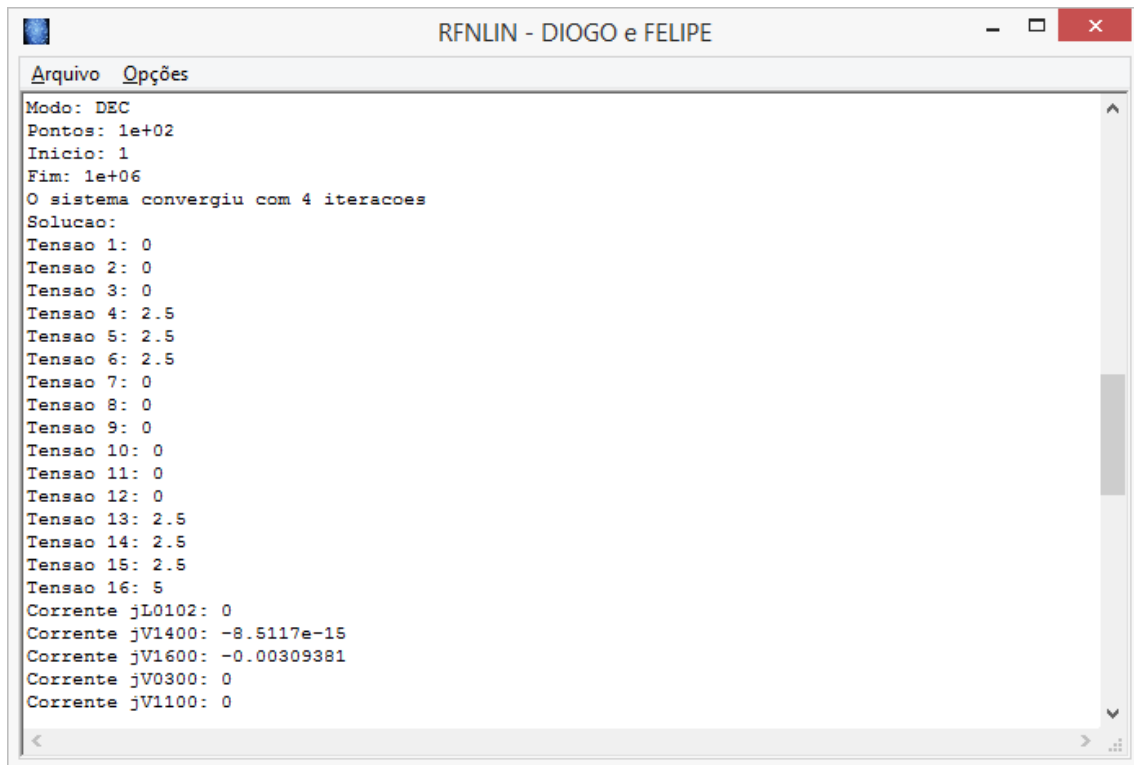 RFNLIN - DIOGO e FELIPE
Arquivo Opções
Modo: DEC
Pontos: 1e+02
Inicio: 1
Fim: 1e+06
O sistema convergiu com 4 iteracoes
Solucao:
Tensao 1: 0
Tensao 2: 0
Tensao 3: 0
Tensao 4: 2.5
Tensao 5: 2.5
Tensao 6: 2.5
Tensao 7: 0
Tensao 8: 0
Tensao 9: 0
Tensao 10: 0
Tensao 11: 0
Tensao 12: 0
Tensao 13: 2.5
Tensao 14: 2.5
Tensao 15: 2.5
Tensao 16: 5
Corrente jL0102: 0
Corrente jV1400: -8.5117e-15
Corrente jV1600: -0.00309381
Corrente jV0300: 0
Corrente jV1100: 0